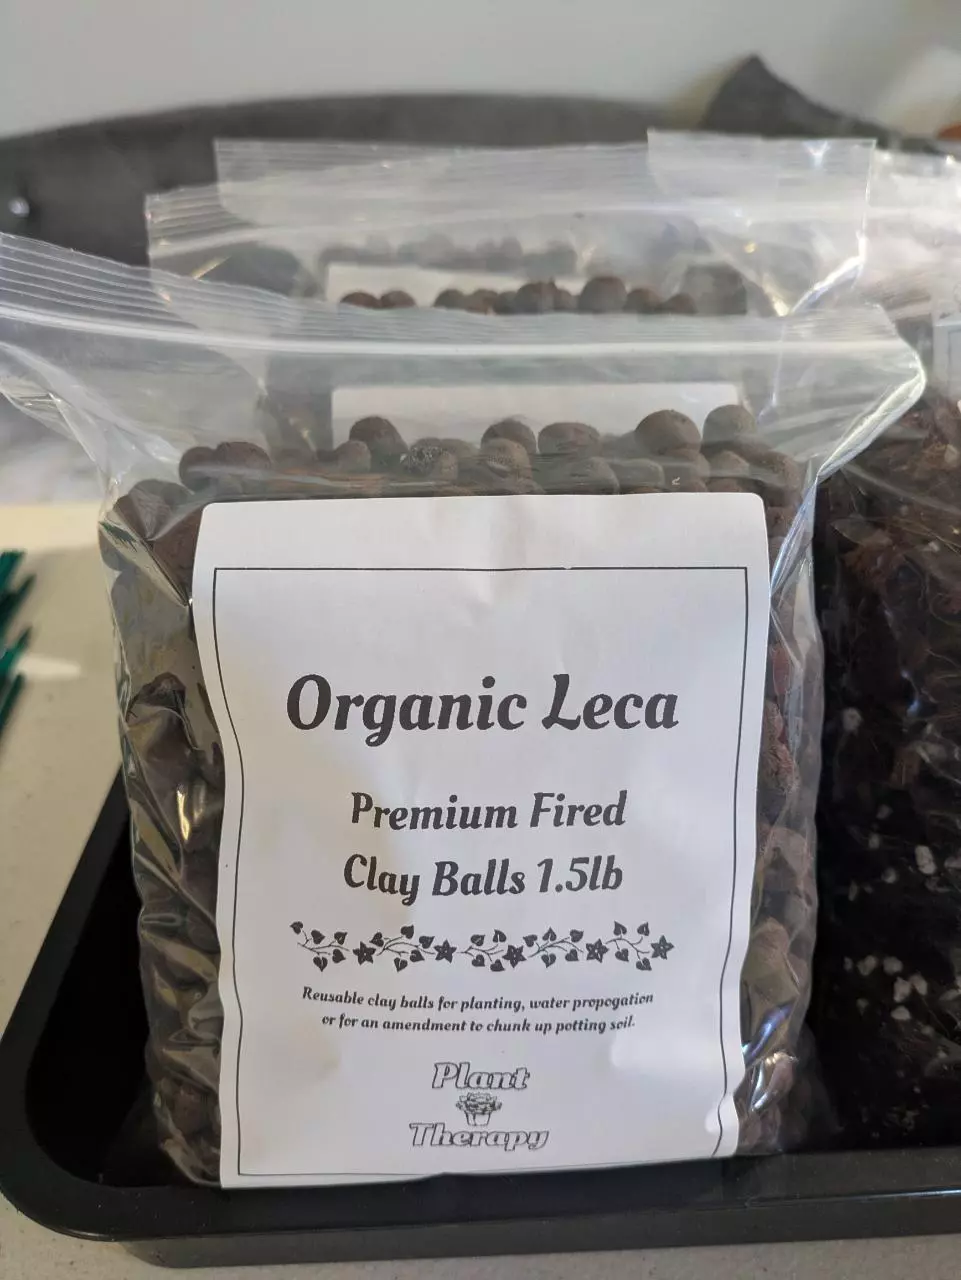 Organic Leca
Premium Fired
Clay Balls 1.5lb
Reusable clay balls for planting, water propogation
or for an amendment to chunk up potting soil.
Plant
Therapy